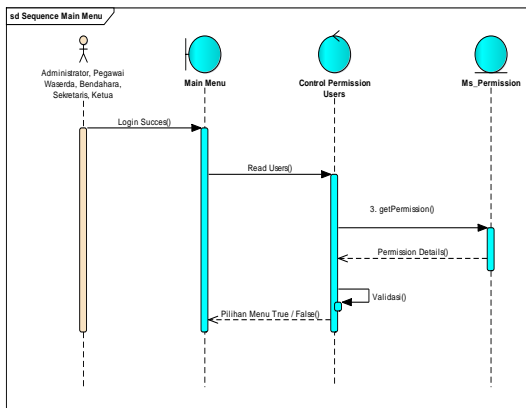 sd Sequence Main Menu
Administrator, Pegawai
Waserda, Bendahara,
Sekretaris, Ketua
Main Menu
Control Permission
Users
Ms_Permission
Login Succes()
Read Users()
3. getPermission()
Permission Details()
Validasi()
Pilihan Menu True / False()